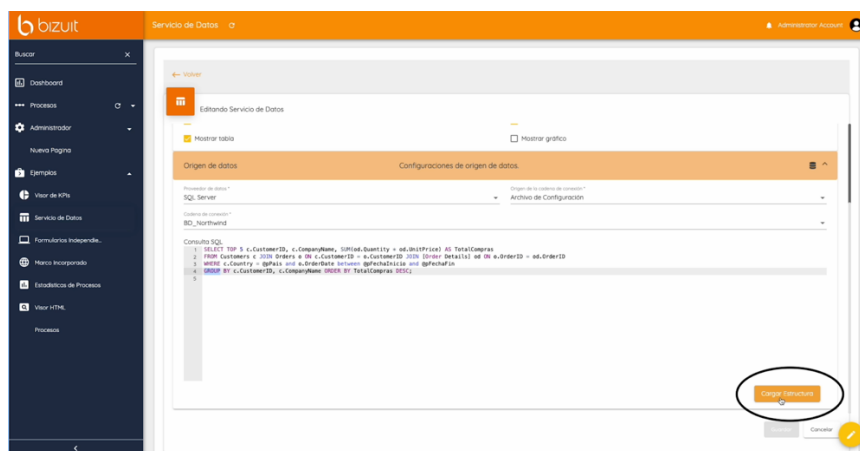 bizuit
Servicio de Datos
Administrator Account
Buscar
Dashboard
Procesos
Administrador
Nueva Pagina
Ejemplos
Visor de KPIs
Servicio de Datos
Formularios Independie...
Marco Incorporado
Estadísticas de Procesos
Visor HTML
Procesos
← Volver
Editando Servicio de Datos
Mostrar tabla
Mostrar gráfico
Origen de datos
Configuraciones de origen de datos.
Proveedor de datos *
SQL Server
Origen de la cadena de conexión *
Archivo de Configuración
Cadena de conexión *
BD_Northwind
Consulta SQL
1 SELECT TOP 5 c.CustomerID, c.CompanyName, SUM(od.Quantity * od.UnitPrice) AS TotalCompras
2 FROM Customers c JOIN Orders o ON c.CustomerID = o.CustomerID JOIN [Order Details] od ON o.OrderID = od.OrderID
3 WHERE c.Country = @pPais and o.OrderDate between @pFechaInicio and @pFechaFin
4 GROUP BY c.CustomerID, c.CompanyName ORDER BY TotalCompras DESC;
5
Cargar Estructura
Cancelar